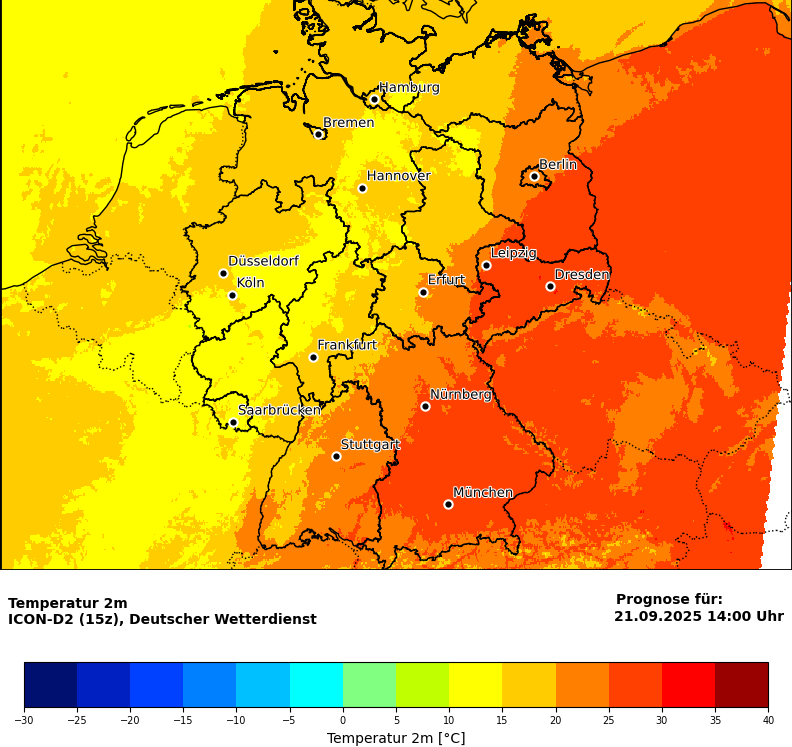 Hamburg
Bremen
Berlin
Hannover
Leipzig
Düsseldorf
Dresden
Köln
Erfurt
Frankfurt
Nürnberg
Saarbrücken
Stuttgart
München
Temperatur 2m
ICON-D2 (15z), Deutscher Wetterdienst
Prognose für:
21.09.2025 14:00 Uhr
−30 −25 −20 −15 −10 −5 0 5 10 15 20 25 30 35 40
Temperatur 2m [°C]